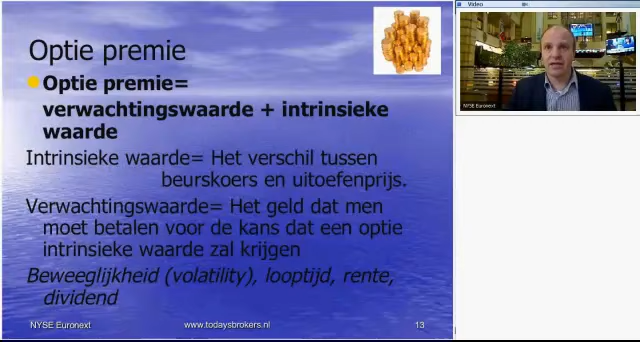 Optie premie
Optie premie=
verwachtingswaarde + intrinsieke
waarde
Intrinsieke waarde= Het verschil tussen
beurskoers en uitoefenprijs.
Verwachtingswaarde= Het geld dat men
moet betalen voor de kans dat een optie
intrinsieke waarde zal krijgen
Beweeglijkheid (volatility), looptijd, rente,
dividend
NYSE Euronext
www.todaysbrokers.nl
13
Video
NYSE Euronext